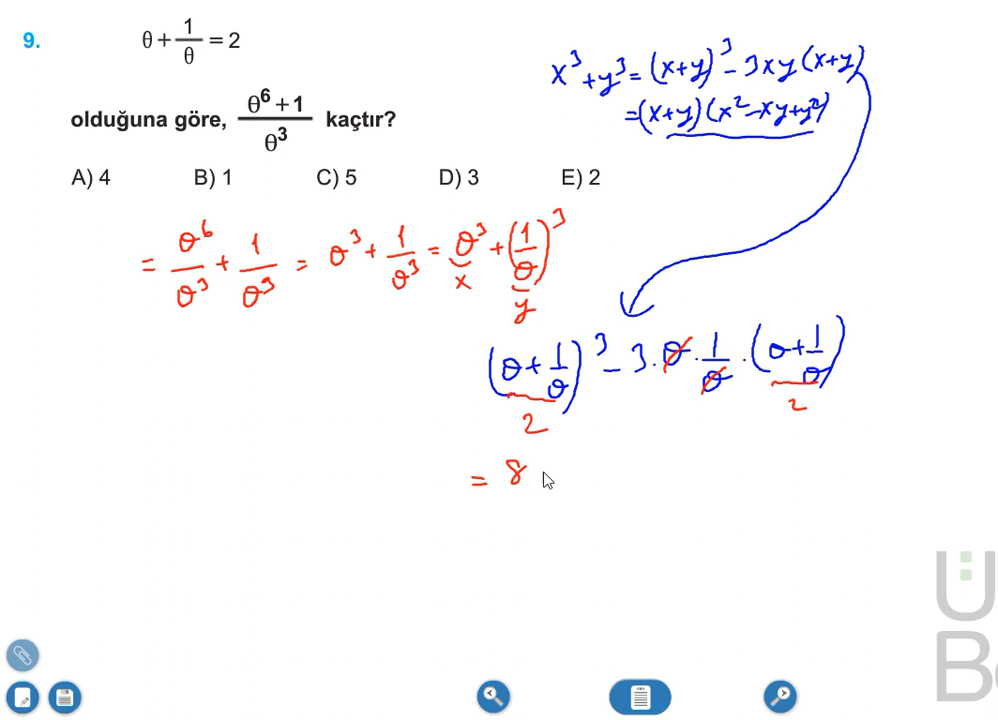 9. θ + 1/θ = 2
olduğuna göre, (θ⁶ + 1)/θ³ kaçtır?
A) 4 B) 1 C) 5 D) 3 E) 2
x³ + y³ = (x+y)³ - 3xy(x+y)
= (x+y)(x² - xy + y²)
= θ⁶/θ³ + 1/θ³ = θ³ + 1/θ³ = θ³ + (1/θ)³
x y
(θ + 1/θ)³ - 3 · θ · 1/θ · (θ + 1/θ)
2 2
= 8
U
B